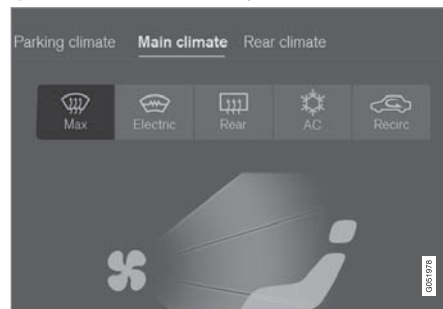 Parking climate Main climate Rear climate
Max Electric Rear AC Recirc
G051978